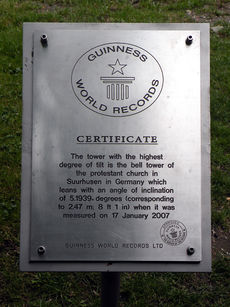 GUINNESS
WORLD RECORDS
CERTIFICATE
The tower with the highest
degree of tilt is the bell tower of
the protestant church in
Suurhusen in Germany which
leans with an angle of inclination
of 5.1939° degrees (corresponding
to 2.47 m, 8 ft 1 in) when it was
measured on 17 January 2007
GUINNESS WORLD RECORDS LTD